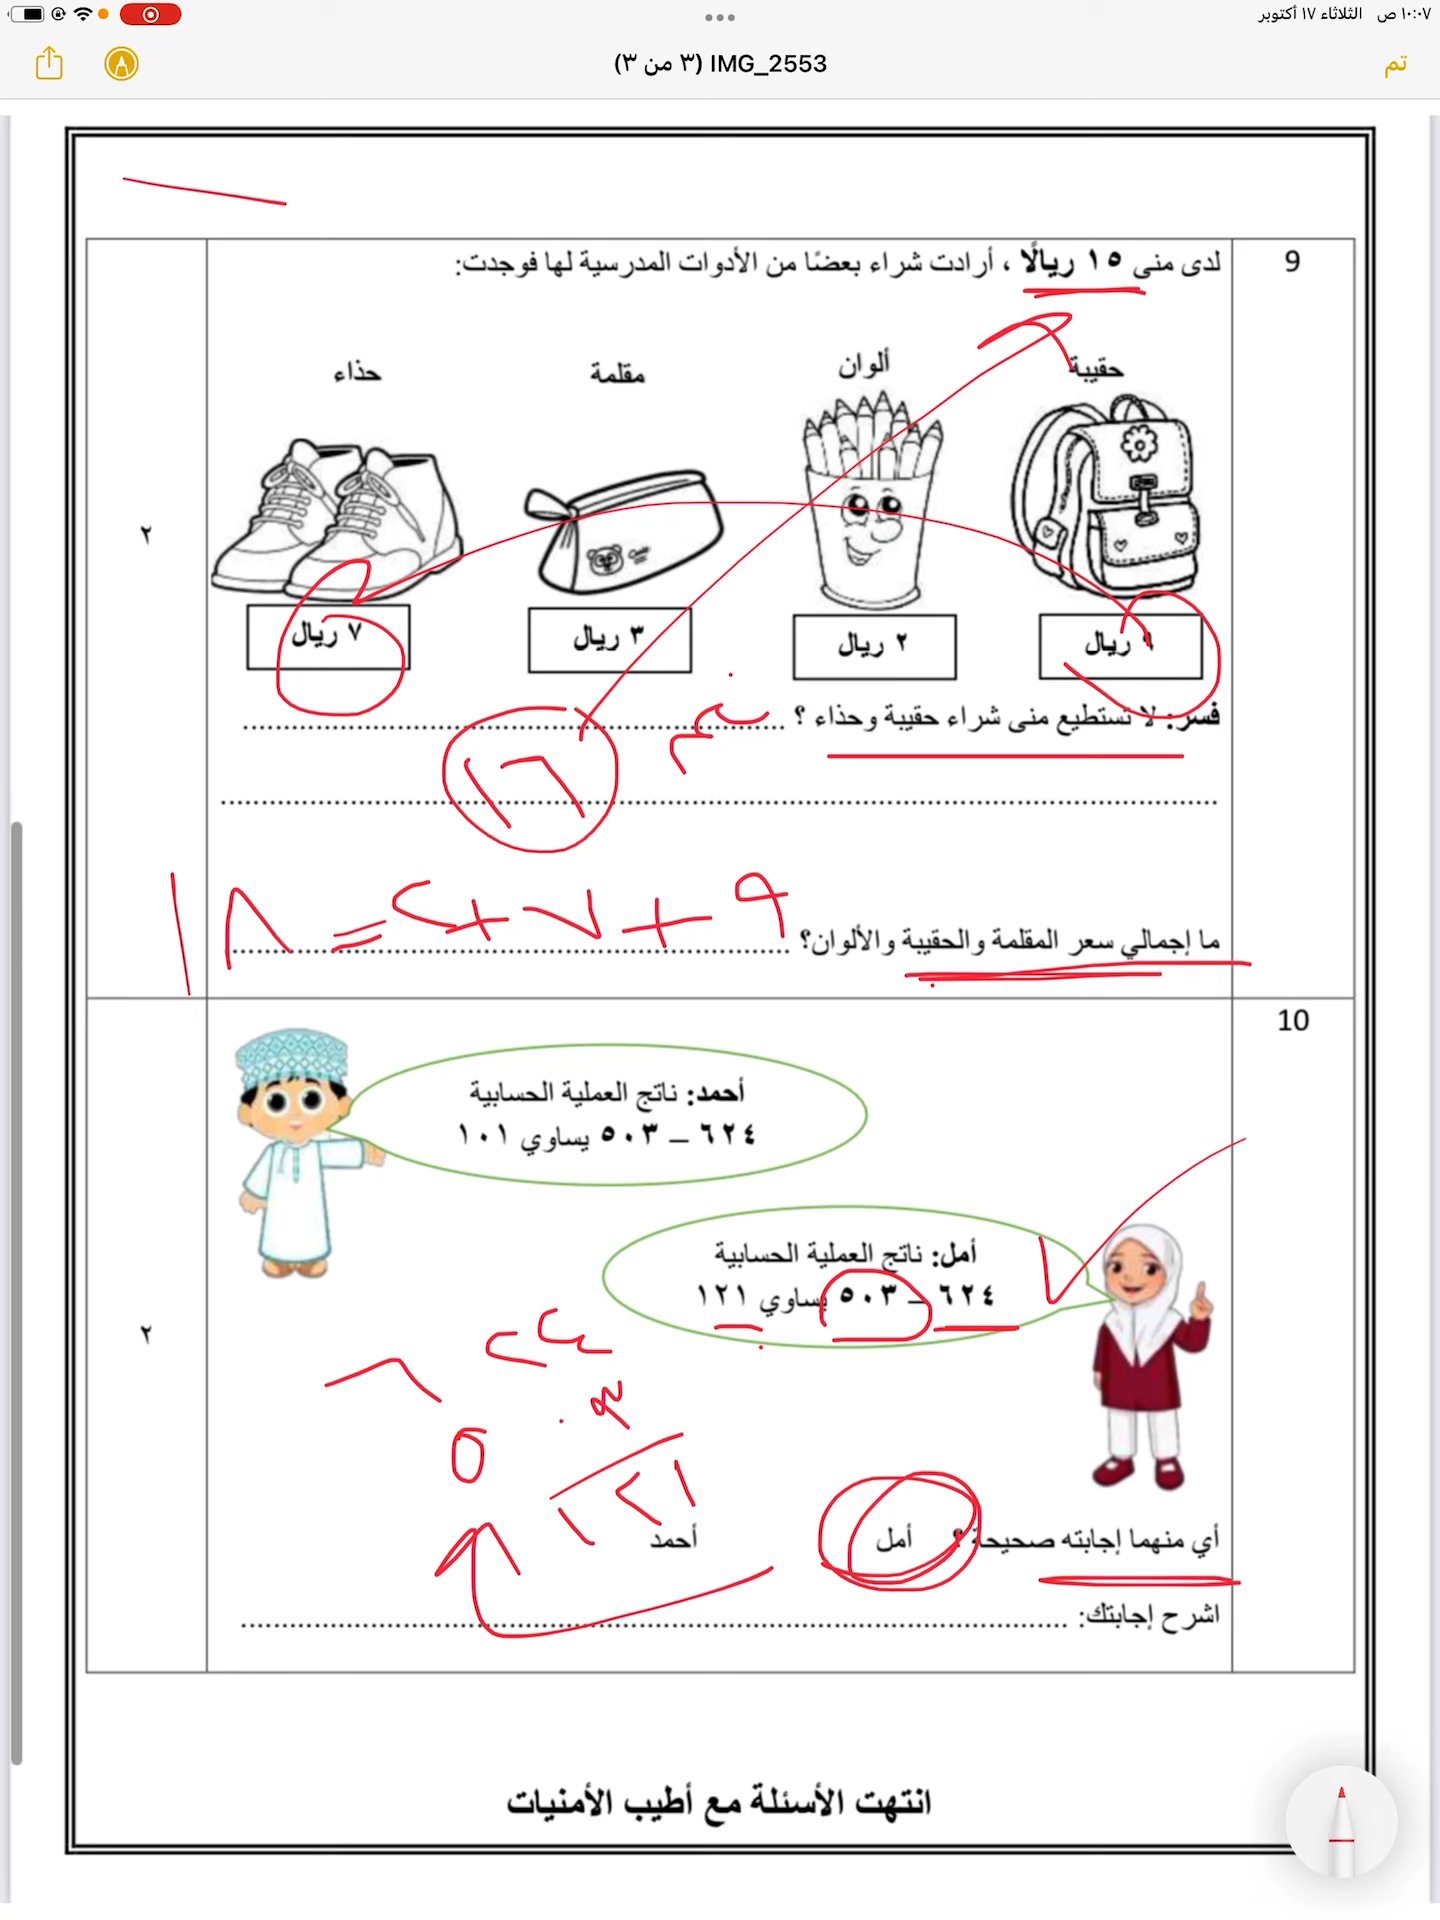 ١٠:٠٧ ص الثلاثاء ١٧ أكتوبر
تم
IMG_2553 (٣ من ٣)
9
لدى منى ١٥ ريالًا ، أرادت شراء بعضًا من الأدوات المدرسية لها فوجدت:
حقيبة ألوان مقلمة حذاء
٩ ريال ٢ ريال ٣ ريال ٧ ريال
٢
فسر: لا تستطيع منى شراء حقيبة وحذاء ؟
١٦
ما إجمالي سعر المقلمة والحقيبة والألوان؟
٩+٧+٢=١٨
10
أحمد: ناتج العملية الحسابية
٦٢٤ – ٥٠٣ يساوي ١٠١
أمل: ناتج العملية الحسابية
٦٢٤ – ٥٠٣ يساوي ١٢١
٢
١٢١
أي منهما إجابته صحيحة ؟ أمل أحمد
اشرح إجابتك:
انتهت الأسئلة مع أطيب الأمنيات